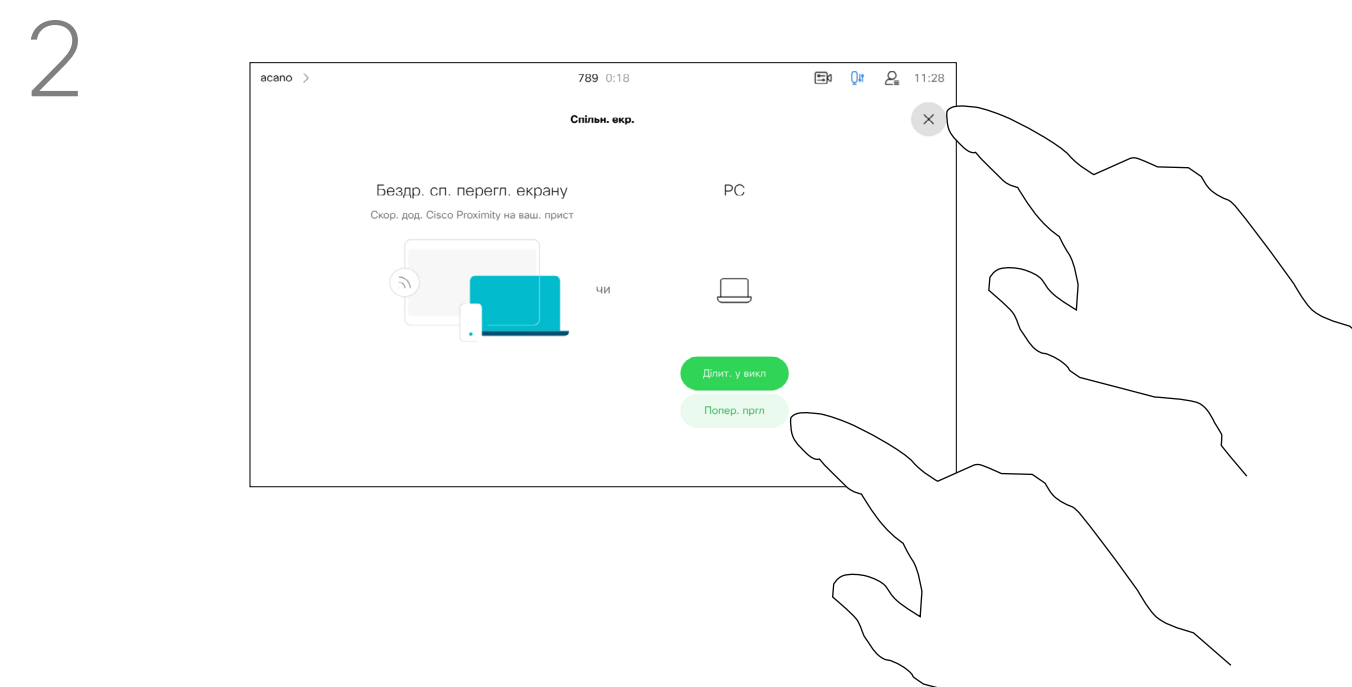 2
acano >
789 0:18
11:28
Спільн. екр.
Бездр. сп. перегл. екрану
Скор. дод. Cisco Proximity на ваш. прист
чи
PC
Ділит. у викл
Попер. пргл